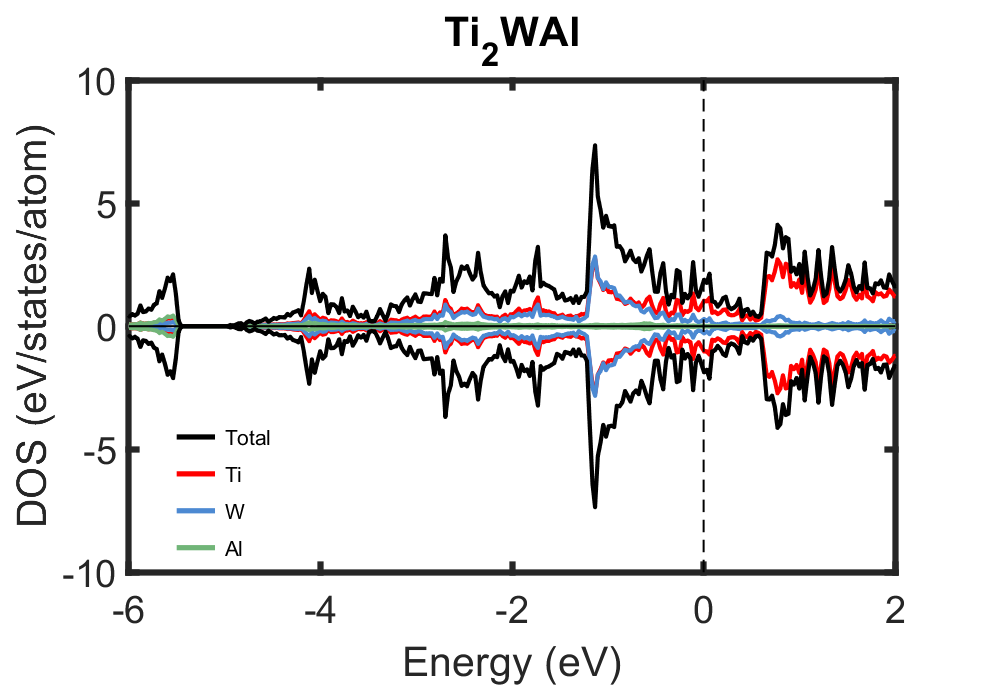 Ti2WAl
10
5
0
-5
-10
DOS (eV/states/atom)
Total
Ti
W
Al
-6 -4 -2 0 2
Energy (eV)